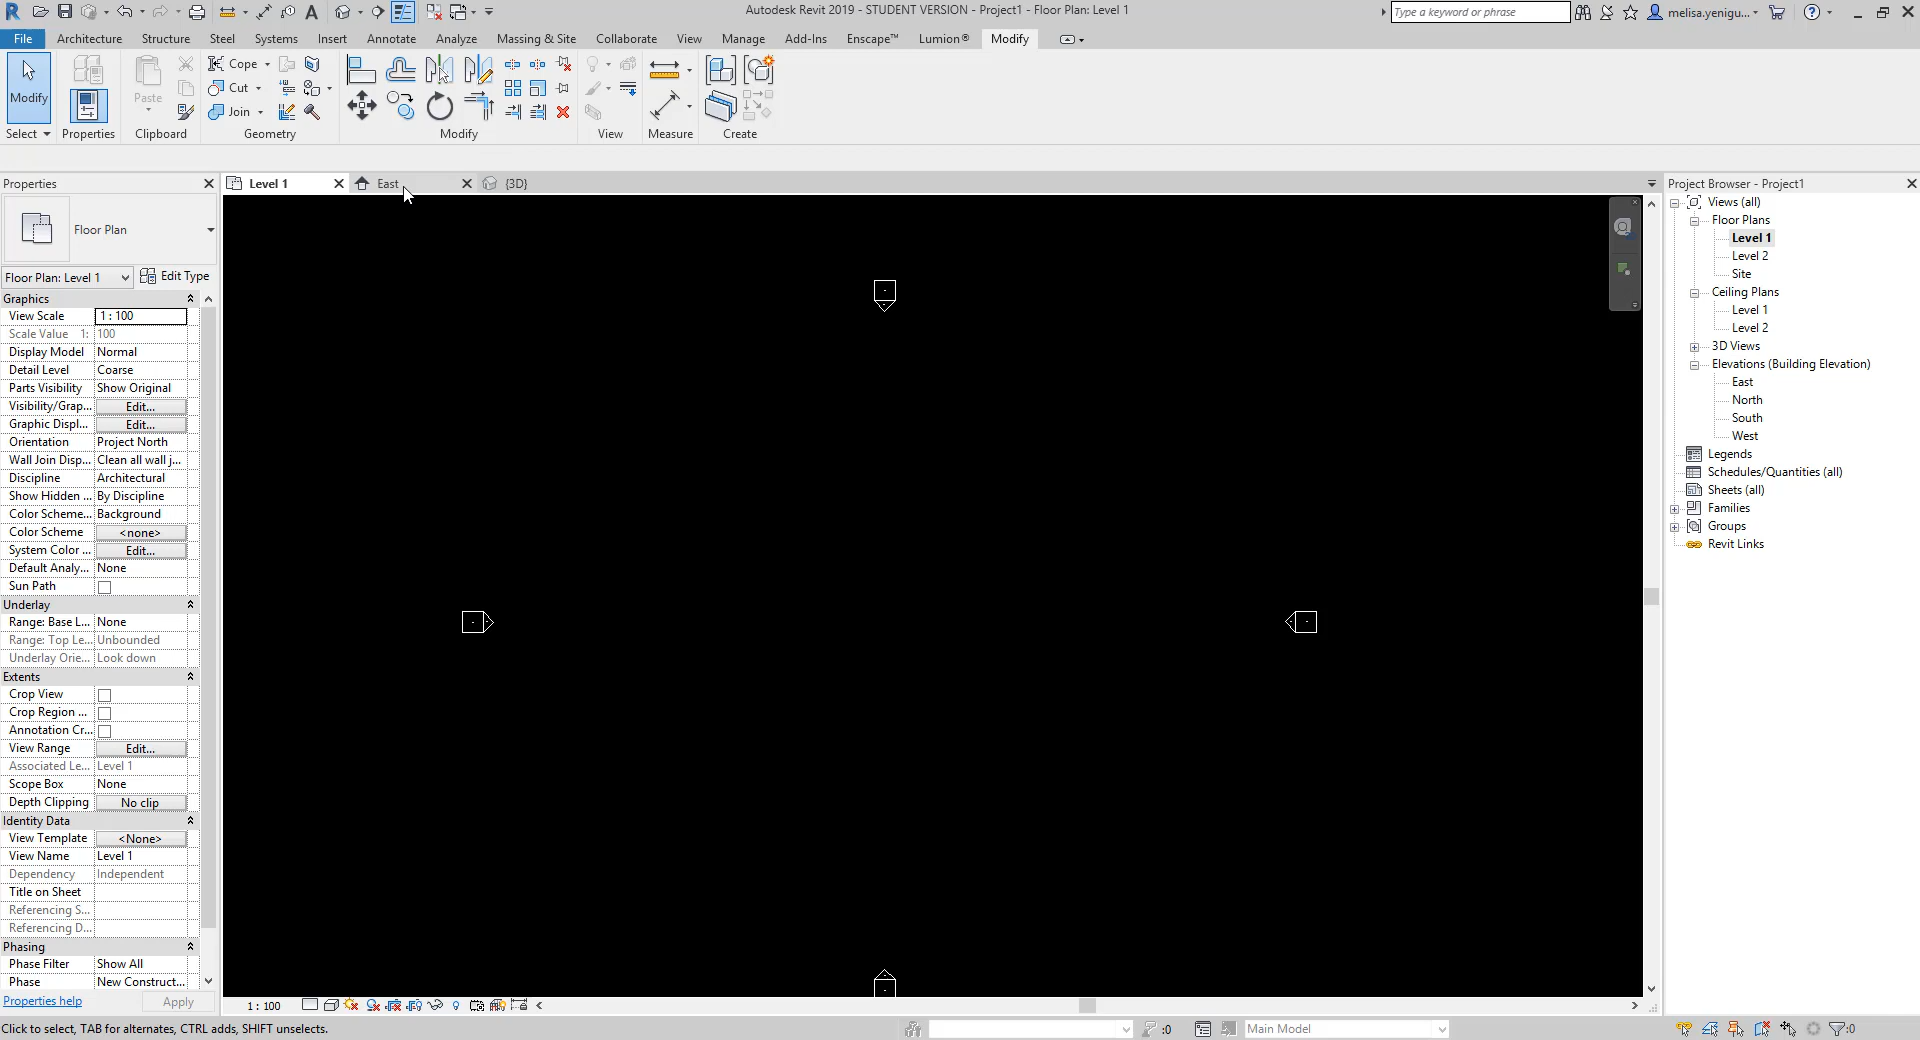 Autodesk Revit 2019 - STUDENT VERSION - Project1 - Floor Plan: Level 1
Type a keyword or phrase
melisa.yenigu...
File Architecture Structure Steel Systems Insert Annotate Analyze Massing & Site Collaborate View Manage Add-Ins Enscape™ Lumion® Modify
Modify
Paste
Cope
Cut
Join
Select Properties Clipboard Geometry Modify View Measure Create
Properties
Level 1
East
{3D}
Project Browser - Project1
Floor Plan
Floor Plan: Level 1
Edit Type
Graphics
View Scale 1 : 100
Scale Value 1: 100
Display Model Normal
Detail Level Coarse
Parts Visibility Show Original
Visibility/Grap... Edit...
Graphic Displ... Edit...
Orientation Project North
Wall Join Disp... Clean all wall j...
Discipline Architectural
Show Hidden ... By Discipline
Color Scheme... Background
Color Scheme <none>
System Color ... Edit...
Default Analy... None
Sun Path
Underlay
Range: Base L... None
Range: Top Le... Unbounded
Underlay Orie... Look down
Extents
Crop View
Crop Region ...
Annotation Cr...
View Range Edit...
Associated Le... Level 1
Scope Box None
Depth Clipping No clip
Identity Data
View Template <None>
View Name Level 1
Dependency Independent
Title on Sheet
Referencing S...
Referencing D...
Phasing
Phase Filter Show All
Phase New Construct...
Properties help
Apply
Views (all)
Floor Plans
Level 1
Level 2
Site
Ceiling Plans
Level 1
Level 2
3D Views
Elevations (Building Elevation)
East
North
South
West
Legends
Schedules/Quantities (all)
Sheets (all)
Families
Groups
Revit Links
1 : 100
Click to select, TAB for alternates, CTRL adds, SHIFT unselects.
:0
Main Model
:0